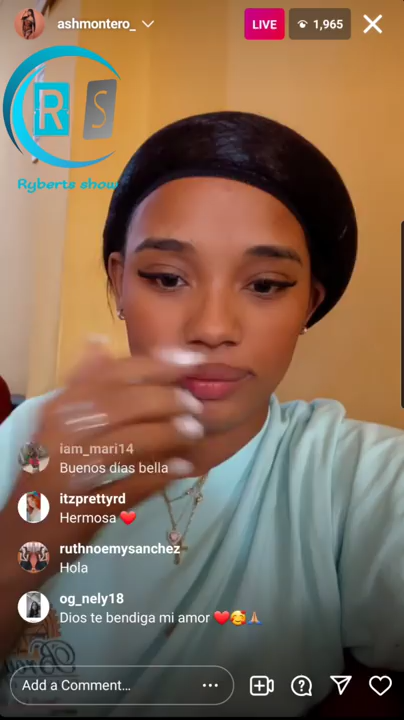 ashmontero_
LIVE
1,965
RS
Ryberts show
iam_mari14
Buenos días bella
itzprettyrd
Hermosa ❤️
ruthnoemysanchez
Hola
og_nely18
Dios te bendiga mi amor ❤️🥰🙏🏽
Add a Comment...